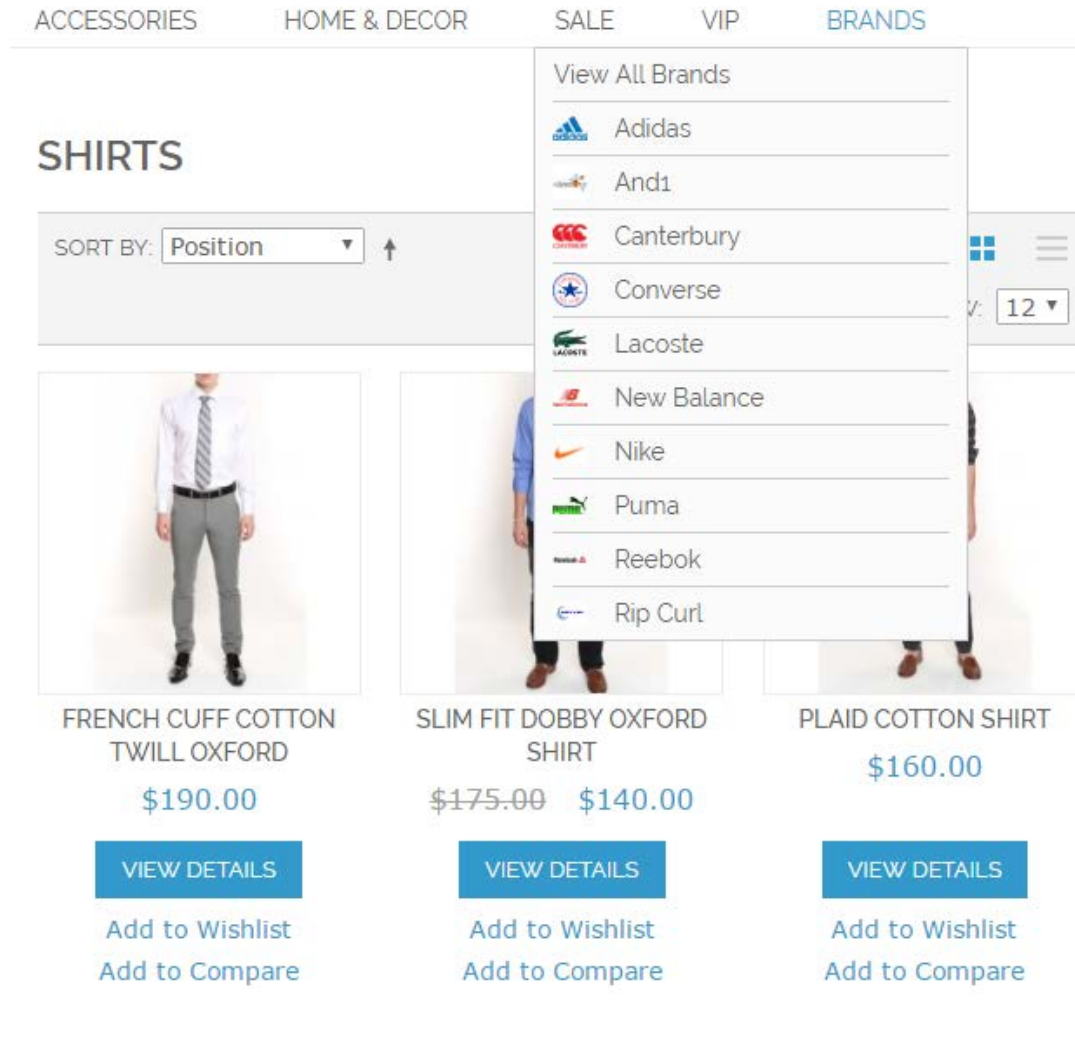 ACCESSORIES HOME & DECOR SALE VIP BRANDS
View All Brands
adidas Adidas
And1
SHIRTS
Canterbury
SORT BY: Position
Converse
12
LACOSTE Lacoste
New Balance
Nike
Puma
Reebok
Rip Curl
FRENCH CUFF COTTON
TWILL OXFORD
$190.00
VIEW DETAILS
Add to Wishlist
Add to Compare
SLIM FIT DOBBY OXFORD
SHIRT
$175.00 $140.00
VIEW DETAILS
Add to Wishlist
Add to Compare
PLAID COTTON SHIRT
$160.00
VIEW DETAILS
Add to Wishlist
Add to Compare